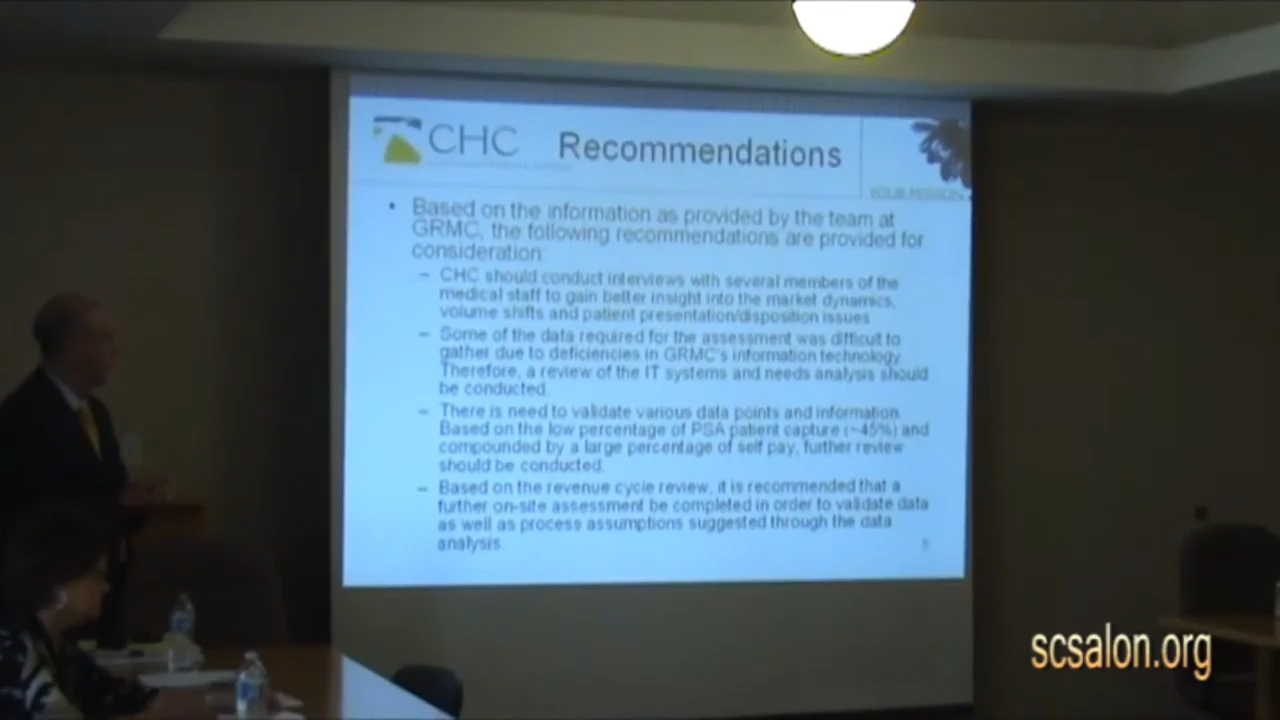 CHC Recommendations
YOUR MISSION
• Based on the information as provided by the team at
GRMC, the following recommendations are provided for
consideration:
– CHC should conduct interviews with several members of the
medical staff to gain better insight into the market dynamics,
volume shifts and patient presentation/disposition issues
– Some of the data required for the assessment was difficult to
gather due to deficiencies in GRMC's information technology.
Therefore, a review of the IT systems and needs analysis should
be conducted.
– There is need to validate various data points and information.
Based on the low percentage of PSA patient capture (~45%) and
compounded by a large percentage of self pay, further review
should be conducted.
– Based on the revenue cycle review, it is recommended that a
further on-site assessment be completed in order to validate data
as well as process assumptions suggested through the data
analysis.
scsalon.org